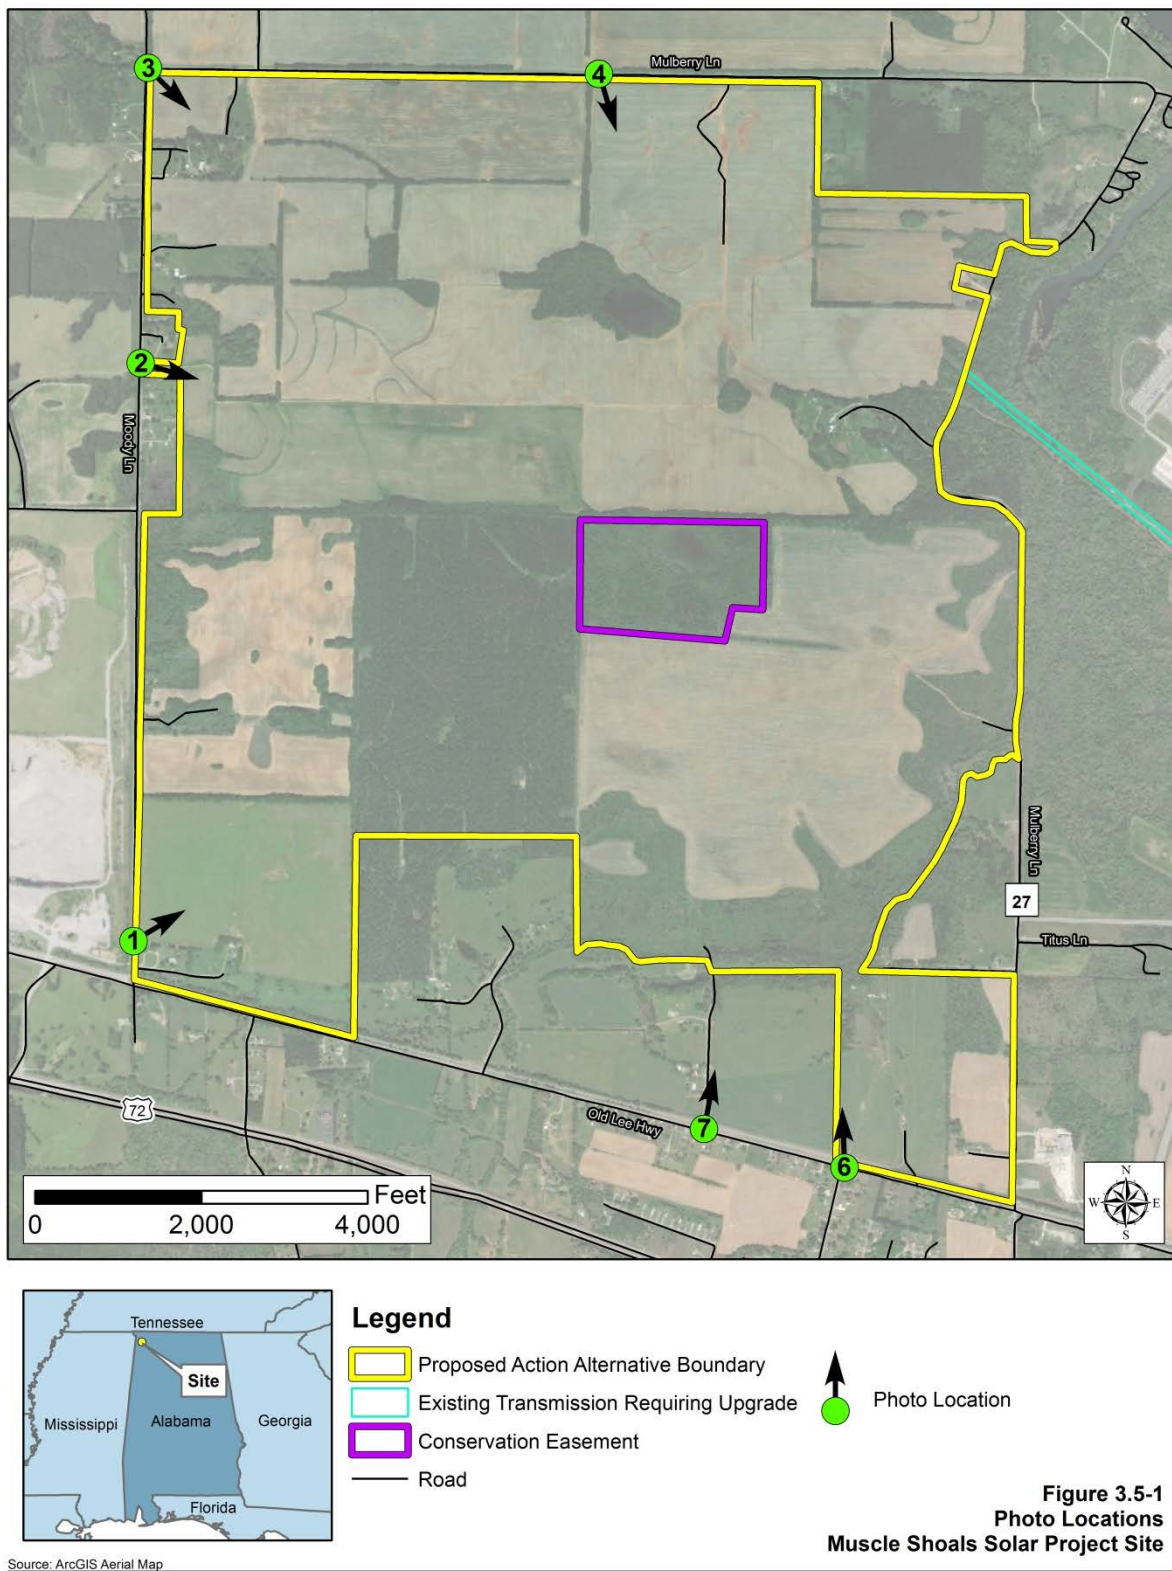 3
4
Mulberry Ln
2
Moody Ln
Mulberry Ln
27
Titus Ln
1
7
Old Lee Hwy
6
72
Feet
0 2,000 4,000
N
W E
S
Tennessee
Site
Mississippi Alabama Georgia
Florida
Legend
Proposed Action Alternative Boundary
Existing Transmission Requiring Upgrade
Conservation Easement
Road
Photo Location
Figure 3.5-1
Photo Locations
Muscle Shoals Solar Project Site
Source: ArcGIS Aerial Map